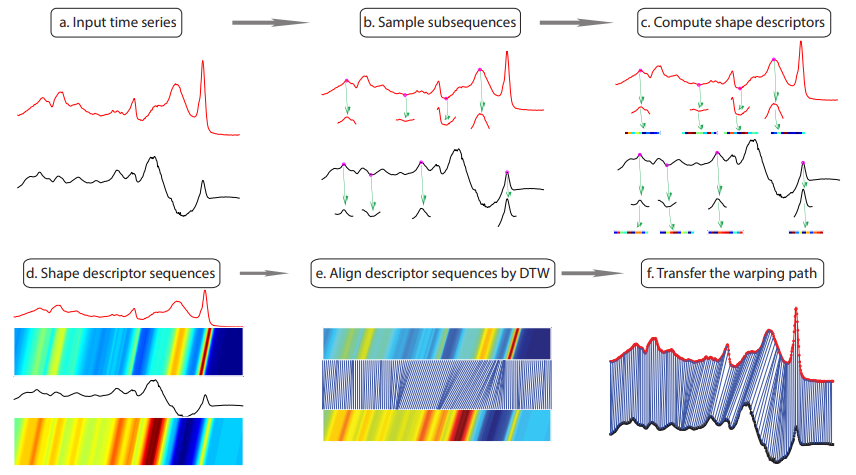 a. Input time series
b. Sample subsequences
c. Compute shape descriptors
d. Shape descriptor sequences
e. Align descriptor sequences by DTW
f. Transfer the warping path